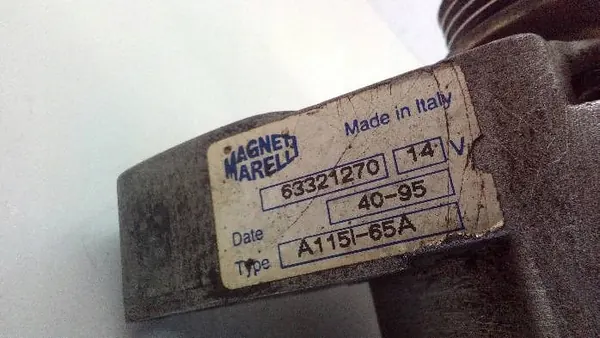 MAGNETI
MARELLI
Made in Italy
63321270 14 V
Date 40-95
Type A115I-65A